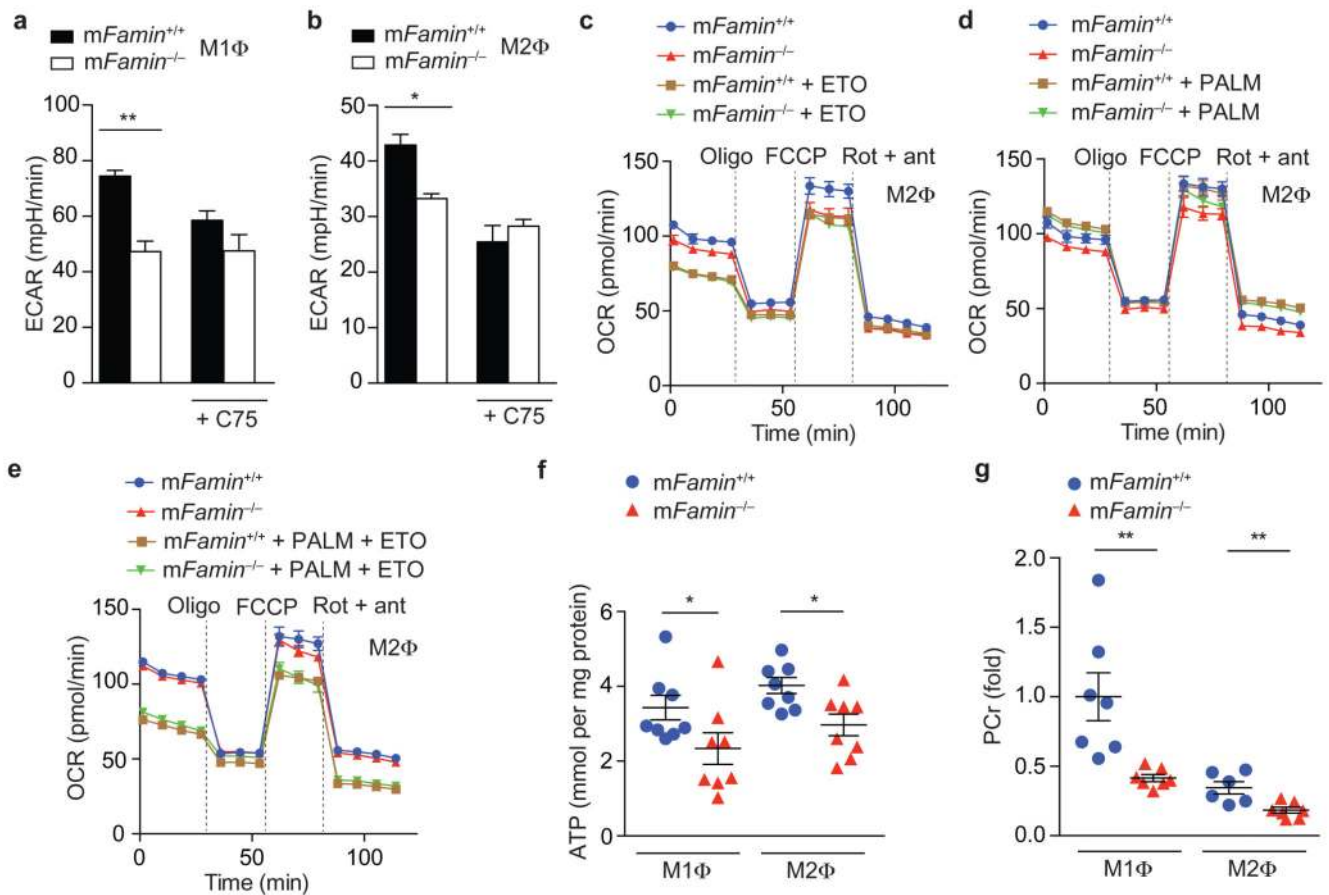 a
mFamin+/+
mFamin–/–
M1Φ
**
ECAR (mpH/min)
100
80
60
40
20
0
+ C75
b
mFamin+/+
mFamin–/–
M2Φ
*
ECAR (mpH/min)
50
40
30
20
10
0
+ C75
c
mFamin+/+
mFamin–/–
mFamin+/+ + ETO
mFamin–/– + ETO
Oligo FCCP Rot + ant
M2Φ
OCR (pmol/min)
150
100
50
0
0 50 100
Time (min)
d
mFamin+/+
mFamin–/–
mFamin+/+ + PALM
mFamin–/– + PALM
Oligo FCCP Rot + ant
M2Φ
OCR (pmol/min)
150
100
50
0
0 50 100
Time (min)
e
mFamin+/+
mFamin–/–
mFamin+/+ + PALM + ETO
mFamin–/– + PALM + ETO
Oligo FCCP Rot + ant
M2Φ
OCR (pmol/min)
150
100
50
0
0 50 100
Time (min)
f
mFamin+/+
mFamin–/–
* *
ATP (mmol per mg protein)
6
4
2
0
M1Φ M2Φ
g
mFamin+/+
mFamin–/–
** **
PCr (fold)
2.0
1.5
1.0
0.5
0.0
M1Φ M2Φ